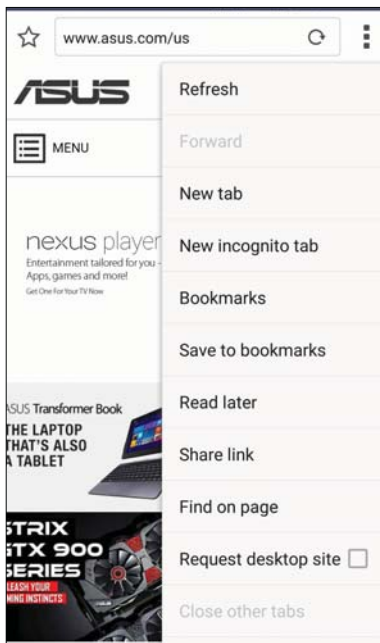 www.asus.com/us
ASUS
MENU
nexus player
Entertainment tailored for you -
Apps, games and more!
Get One For Your TV Now
ASUS Transformer Book
THE LAPTOP
THAT'S ALSO
A TABLET
STRIX
GTX 900
SERIES
Refresh
Forward
New tab
New incognito tab
Bookmarks
Save to bookmarks
Read later
Share link
Find on page
Request desktop site
Close other tabs